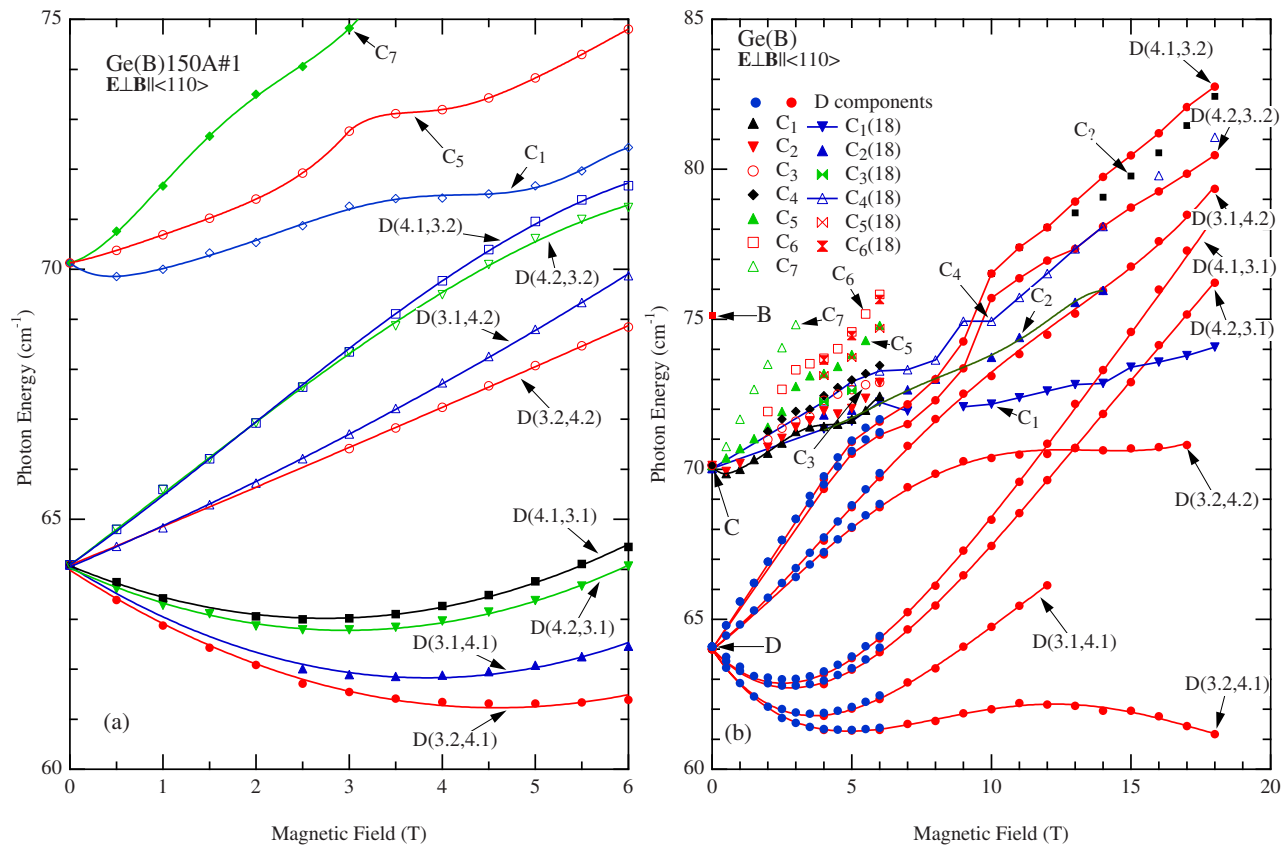 75
70
65
60
Photon Energy (cm⁻¹)
Ge(B)150A#1
E⊥B||<110>
C₇
C₅
C₁
D(4.1,3.2)
D(4.2,3.2)
D(3.1,4.2)
D(3.2,4.2)
D(4.1,3.1)
D(4.2,3.1)
D(3.1,4.1)
D(3.2,4.1)
(a)
0 1 2 3 4 5 6
Magnetic Field (T)
85
80
75
70
65
60
Photon Energy (cm⁻¹)
Ge(B)
E⊥B||<110>
D components
C₁ C₁(18)
C₂ C₂(18)
C₃ C₃(18)
C₄ C₄(18)
C₅ C₅(18)
C₆ C₆(18)
C₇
D(4.1,3.2)
C?
D(4.2,3..2)
D(3.1,4.2)
D(4.1,3.1)
D(4.2,3.1)
C₆
C₄
C₂
B
C₇
C₅
C₁
C₃
C
D(3.2,4.2)
D
D(3.1,4.1)
D(3.2,4.1)
(b)
0 5 10 15 20
Magnetic Field (T)